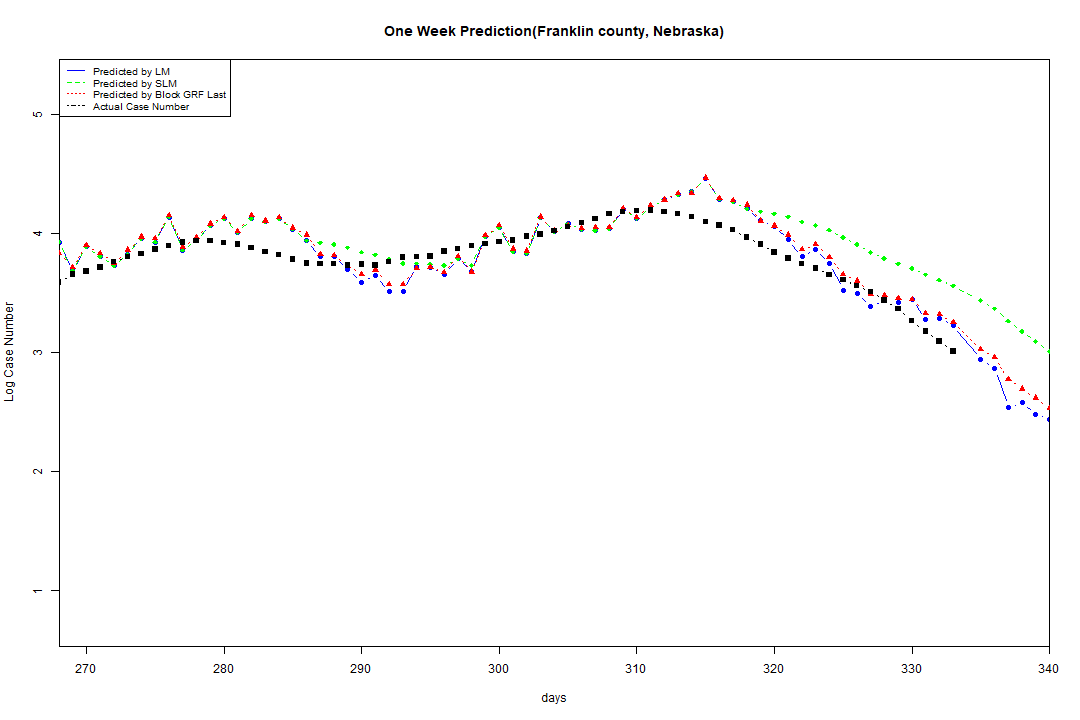 One Week Prediction(Franklin county, Nebraska)
Predicted by LM
Predicted by SLM
Predicted by Block GRF Last
Actual Case Number
5
4
3
2
1
Log Case Number
270 280 290 300 310 320 330 340
days